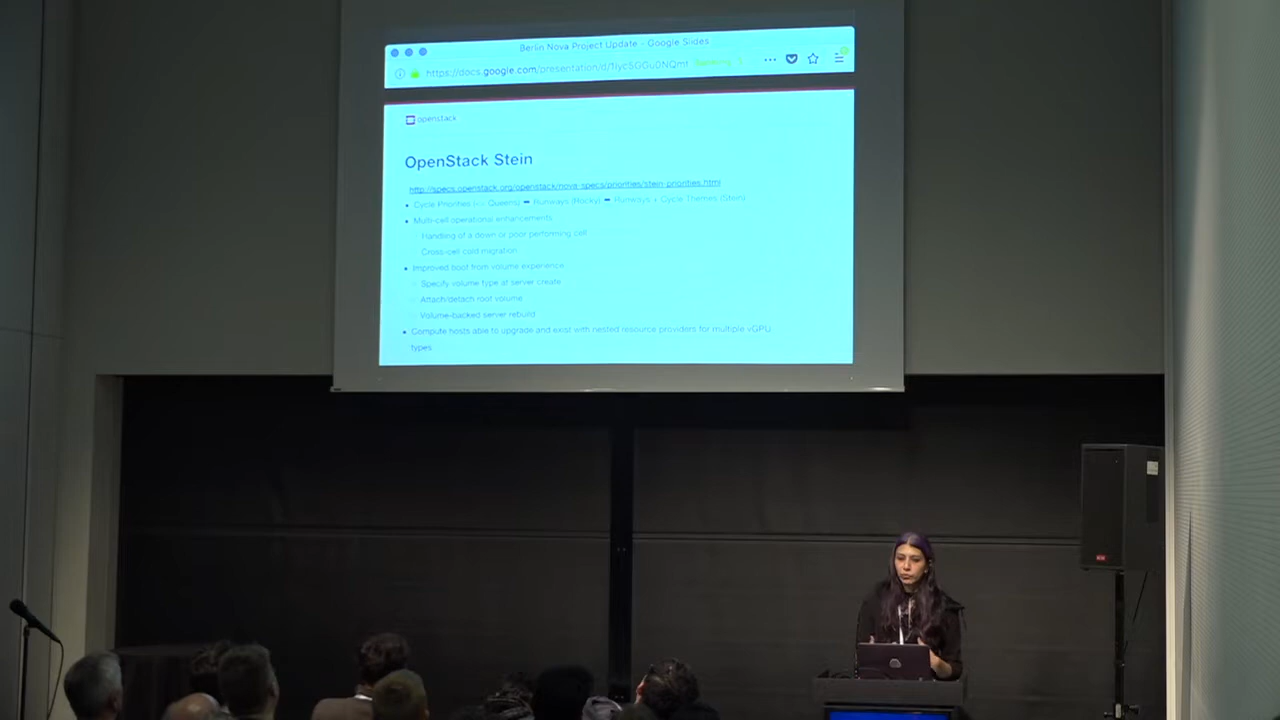 Berlin Nova Project Update - Google Slides
https://docs.google.com/presentation/d/
openstack
OpenStack Stein
http://specs.openstack.org/openstack/nova-specs/priorities/stein-priorities.html
• Cycle Priorities (<= Queens) ➡ Runways (Rocky) ➡ Runways + Cycle Themes (Stein)
• Multi-cell operational enhancements
Handling of a down or poor performing cell
Cross-cell cold migration
• Improved boot from volume experience
Specify volume type at server create
Attach/detach root volume
Volume-backed server rebuild
• Compute hosts able to upgrade and exist with nested resource providers for multiple vGPU
types